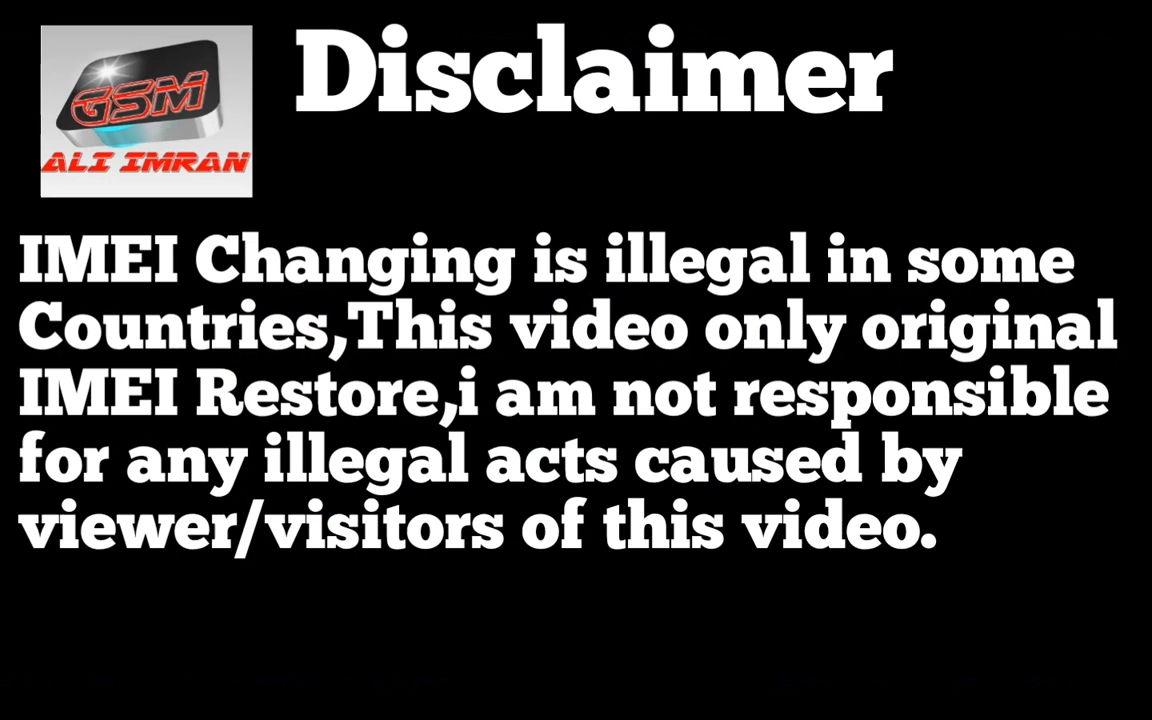 Disclaimer
GSM
ALI IMRAN
IMEI Changing is illegal in some
Countries,This video only original
IMEI Restore,i am not responsible
for any illegal acts caused by
viewer/visitors of this video.